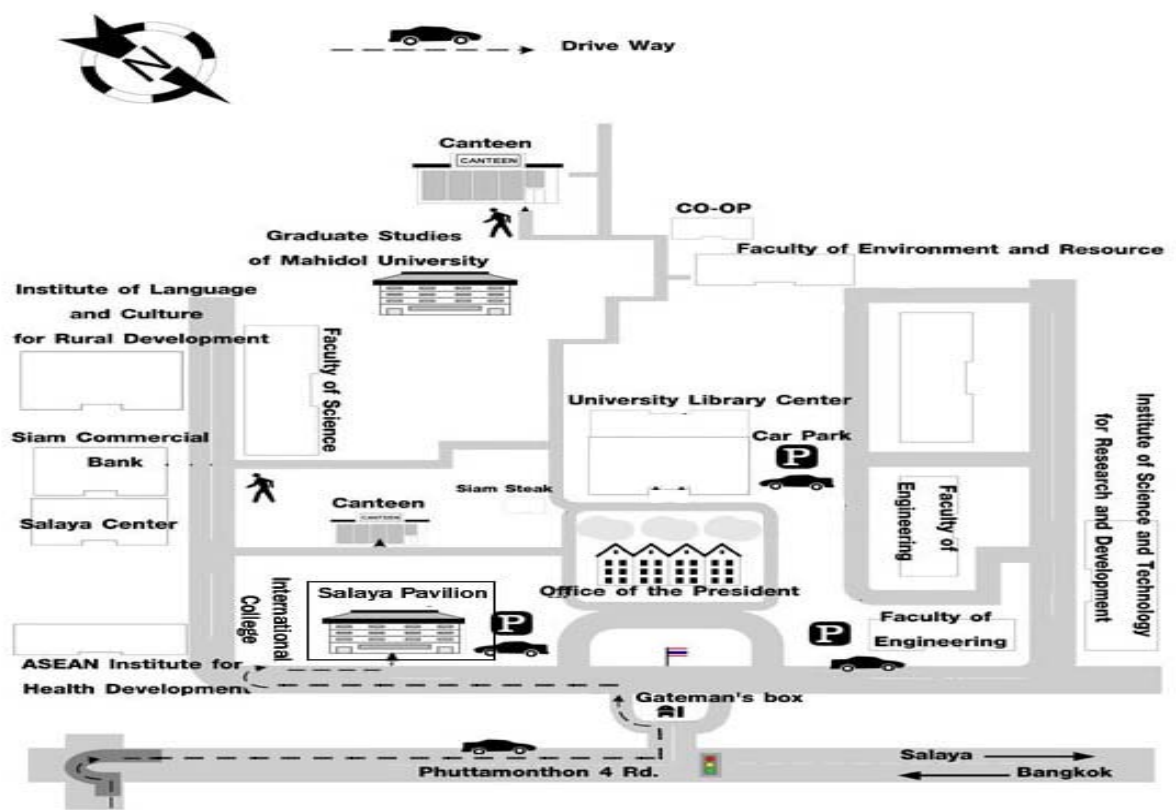 N
Drive Way
Canteen
CANTEEN
CO-OP
Graduate Studies
of Mahidol University
Faculty of Environment and Resource
Institute of Language
and Culture
for Rural Development
Faculty of Science
University Library Center
Car Park
P
Siam Commercial
Bank
Siam Steak
Canteen
CANTEEN
Salaya Center
Faculty of
Engineering
Institute of Science and Technology
for Research and Development
Office of the President
International
College
Salaya Pavilion
P
P
Faculty of
Engineering
ASEAN Institute for
Health Development
Gateman's box
Phuttamonthon 4 Rd.
Salaya
Bangkok